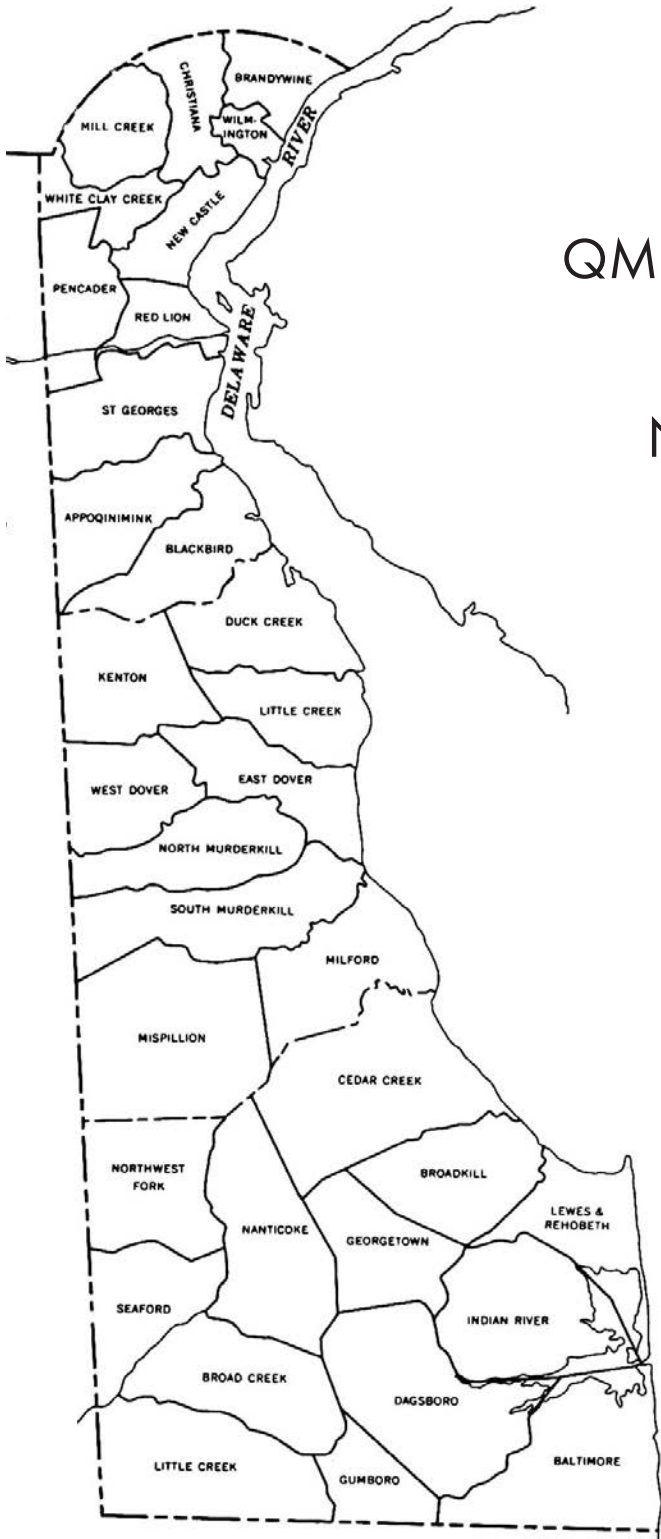 BRANDYWINE
CHRISTIANA
WILM-
INGTON
MILL CREEK
RIVER
WHITE CLAY CREEK
NEW CASTLE
QM
PENCADER
RED LION
DELAWARE
ST GEORGES
N
APPOQINIMINK
BLACKBIRD
DUCK CREEK
KENTON
LITTLE CREEK
EAST DOVER
WEST DOVER
NORTH MURDERKILL
SOUTH MURDERKILL
MILFORD
MISPILLION
CEDAR CREEK
NORTHWEST
FORK
BROADKILL
LEWES &
REHOBETH
NANTICOKE
GEORGETOWN
SEAFORD
INDIAN RIVER
BROAD CREEK
DAGSBORO
LITTLE CREEK
GUMBORO
BALTIMORE